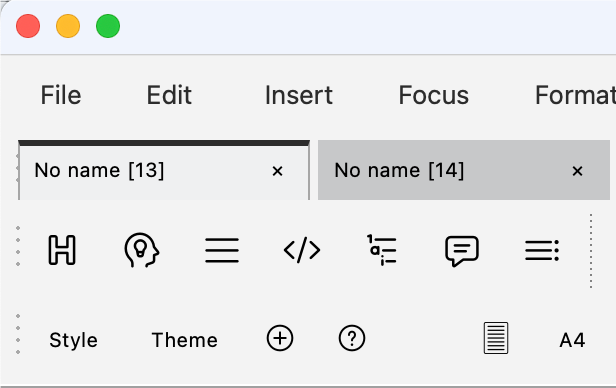 File Edit Insert Focus Format
No name [13] × No name [14] ×
Style Theme A4